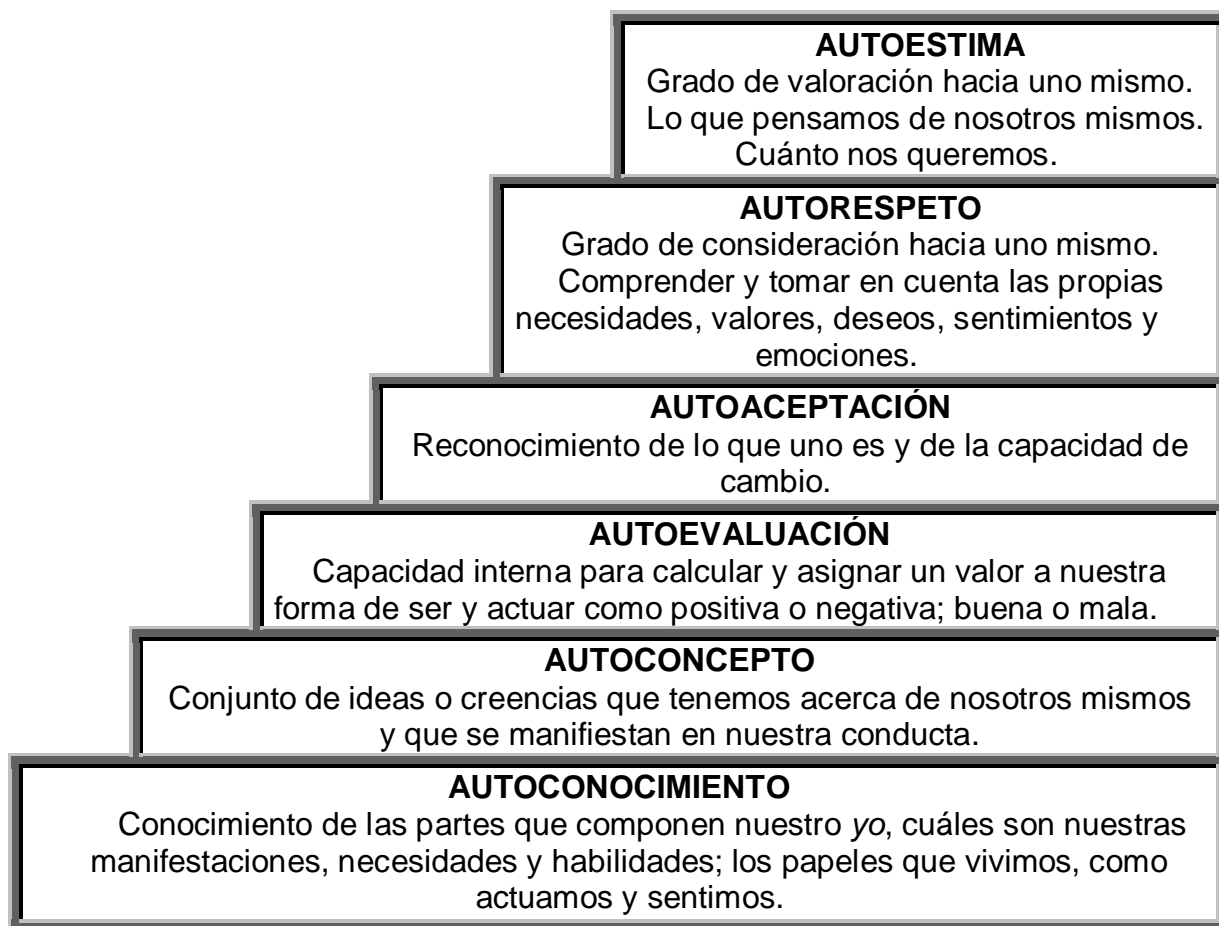 AUTOESTIMA
Grado de valoración hacia uno mismo.
Lo que pensamos de nosotros mismos.
Cuánto nos queremos.
AUTORESPETO
Grado de consideración hacia uno mismo.
Comprender y tomar en cuenta las propias
necesidades, valores, deseos, sentimientos y
emociones.
AUTOACEPTACIÓN
Reconocimiento de lo que uno es y de la capacidad de
cambio.
AUTOEVALUACIÓN
Capacidad interna para calcular y asignar un valor a nuestra
forma de ser y actuar como positiva o negativa; buena o mala.
AUTOCONCEPTO
Conjunto de ideas o creencias que tenemos acerca de nosotros mismos
y que se manifiestan en nuestra conducta.
AUTOCONOCIMIENTO
Conocimiento de las partes que componen nuestro yo, cuáles son nuestras
manifestaciones, necesidades y habilidades; los papeles que vivimos, como
actuamos y sentimos.